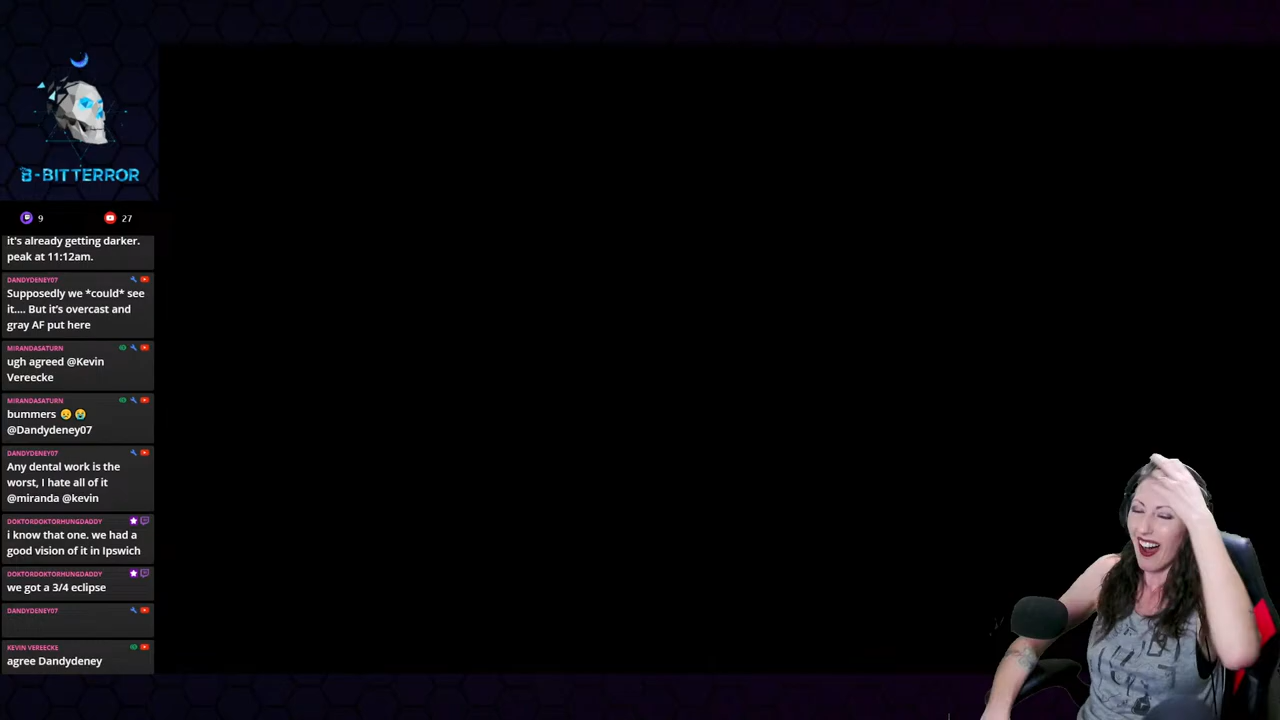 8-BITTERROR
9
27
it's already getting darker.
peak at 11:12am.
DANDYDENEY07
Supposedly we *could* see
it.... But it's overcast and
gray AF put here
MIRANDASATURN
ugh agreed @Kevin
Vereecke
MIRANDASATURN
bummers 😣 😭
@Dandydeney07
DANDYDENEY07
Any dental work is the
worst, I hate all of it
@miranda @kevin
DOKTORDOKTORHUNGDADDY
i know that one. we had a
good vision of it in Ipswich
DOKTORDOKTORHUNGDADDY
we got a 3/4 eclipse
DANDYDENEY07
KEVIN VEREECKE
agree Dandydeney